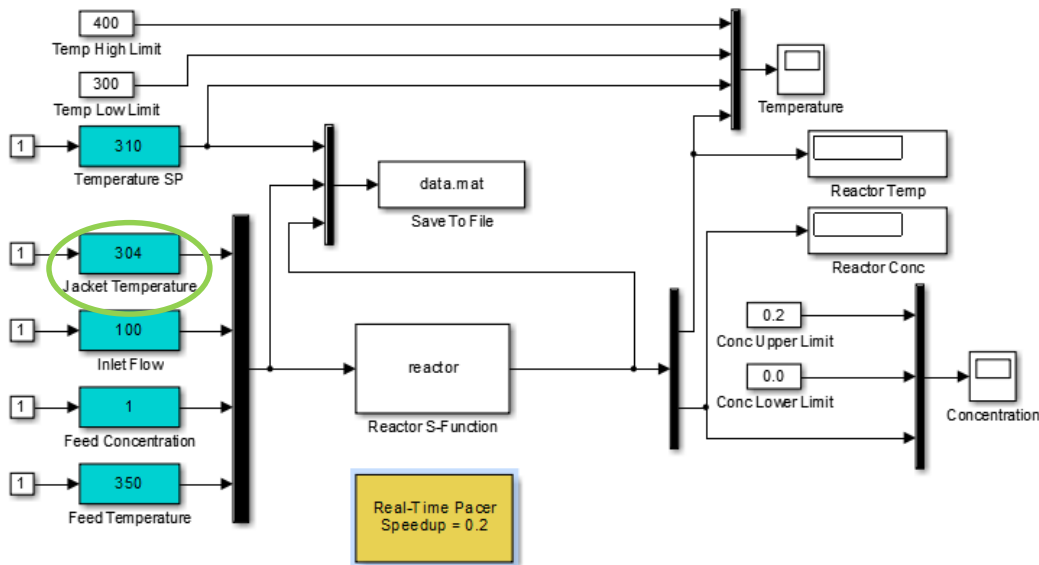 400
Temp High Limit
300
Temp Low Limit
Temperature
1
310
Temperature SP
data.mat
Save To File
Reactor Temp
1
304
Jacket Temperature
Reactor Conc
1
100
Inlet Flow
reactor
Reactor S-Function
0.2
Conc Upper Limit
0.0
Conc Lower Limit
Concentration
1
1
Feed Concentration
1
350
Feed Temperature
Real-Time Pacer
Speedup = 0.2